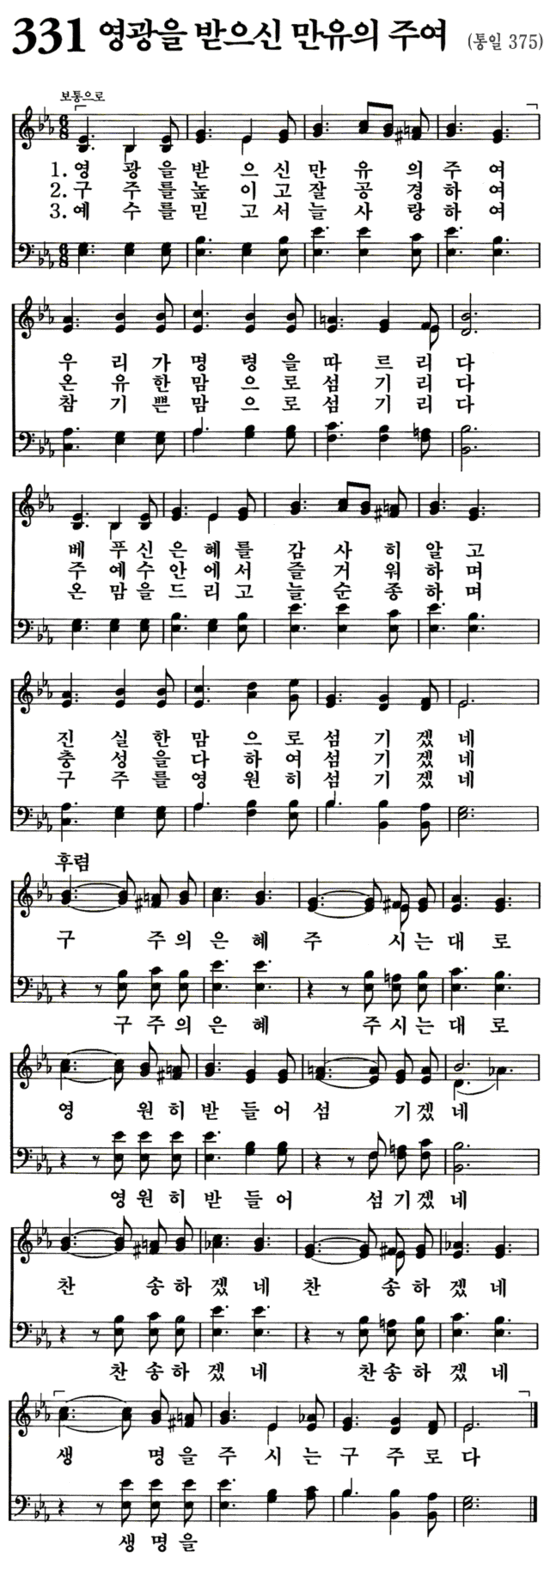 331 영광을 받으신 만유의 주여 (통일 375)
보통으로
1. 영 광 을 받 으 신 만 유 의 주 여
2. 구 주 를 높 이 고 잘 공 경 하 여
3. 예 수 를 믿 고 서 늘 사 랑 하 여
우 리 가 명 령 을 따 르 리 다
온 유 한 맘 으 로 섬 기 리 다
참 기 쁜 맘 으 로 섬 기 리 다
베 푸 신 은 혜 를 감 사 히 알 고
주 예 수 안 에 서 즐 거 워 하 며
온 맘 을 드 리 고 늘 순 종 하 며
진 실 한 맘 으 로 섬 기 겠 네
충 성 을 다 하 여 섬 기 겠 네
구 주 를 영 원 히 섬 기 겠 네
후렴
구 주 의 은 혜 주 시 는 대 로
구 주 의 은 혜 주 시 는 대 로
영 원 히 받 들 어 섬 기 겠 네
영 원 히 받 들 어 섬 기 겠 네
찬 송 하 겠 네 찬 송 하 겠 네
찬 송 하 겠 네 찬 송 하 겠 네
생 명 을 주 시 는 구 주 로 다
생 명 을